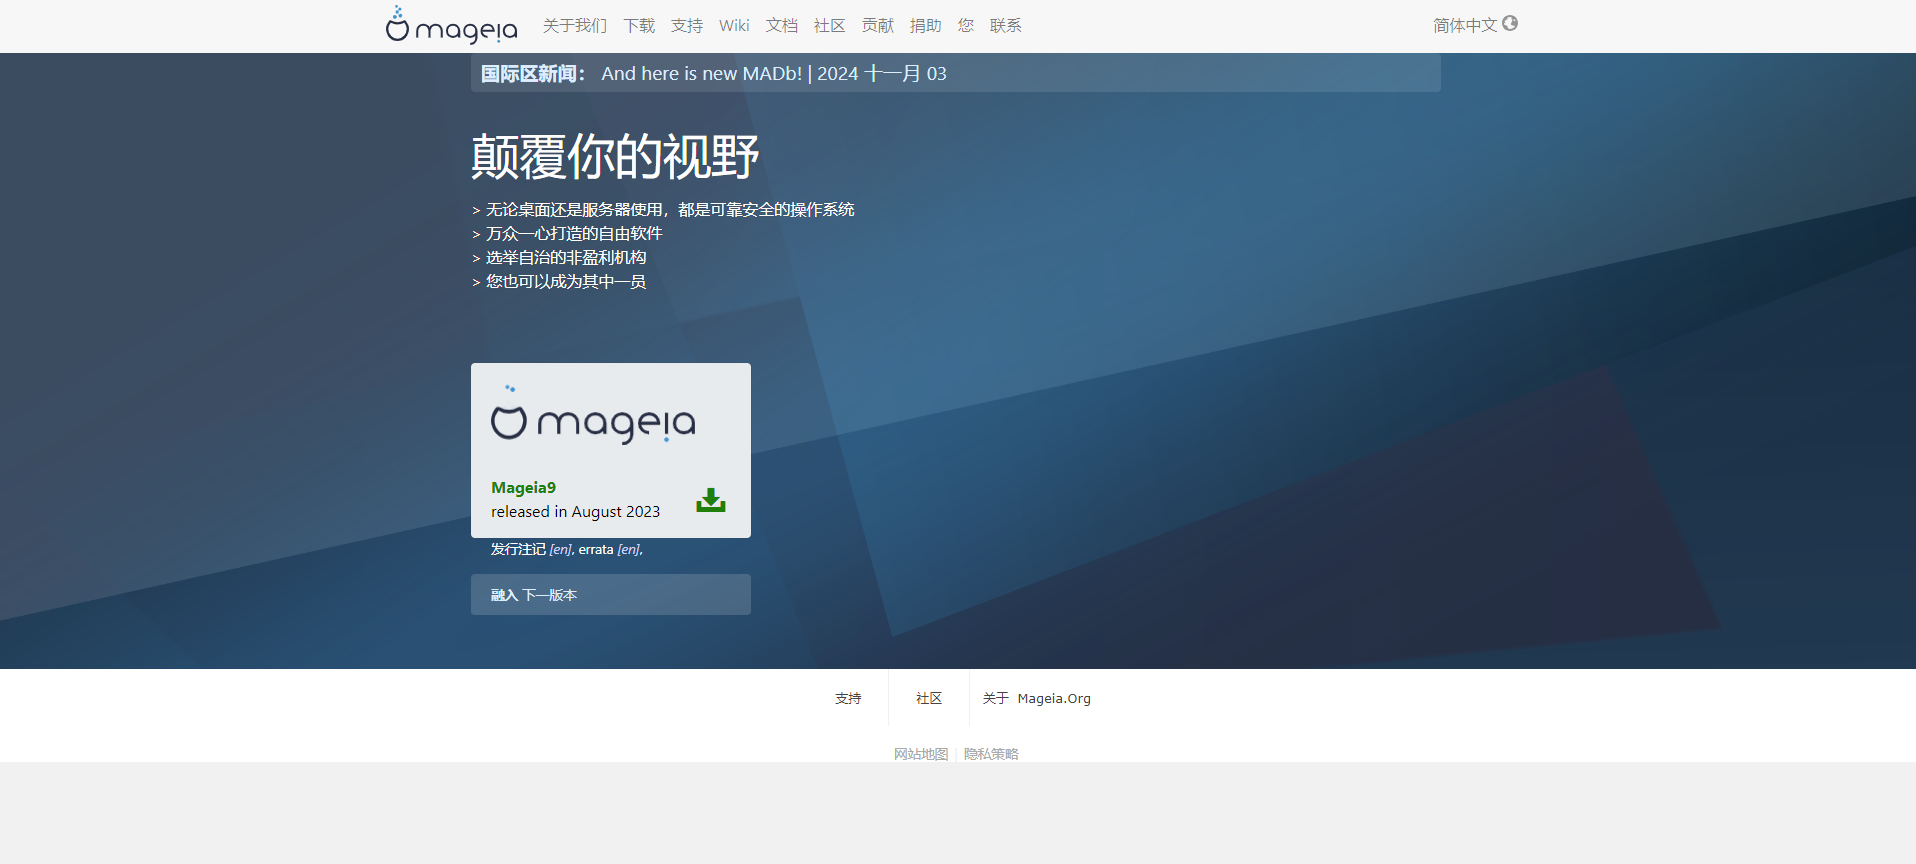 mageia 关于我们 下载 支持 Wiki 文档 社区 贡献 捐助 您 联系 简体中文
国际区新闻： And here is new MADb! | 2024 十一月 03
颠覆你的视野
> 无论桌面还是服务器使用，都是可靠安全的操作系统
> 万众一心打造的自由软件
> 选举自治的非盈利机构
> 您也可以成为其中一员
mageia
Mageia9
released in August 2023
发行注记 [en], errata [en],
融入 下一版本
支持 社区 关于 Mageia.Org
网站地图 | 隐私策略